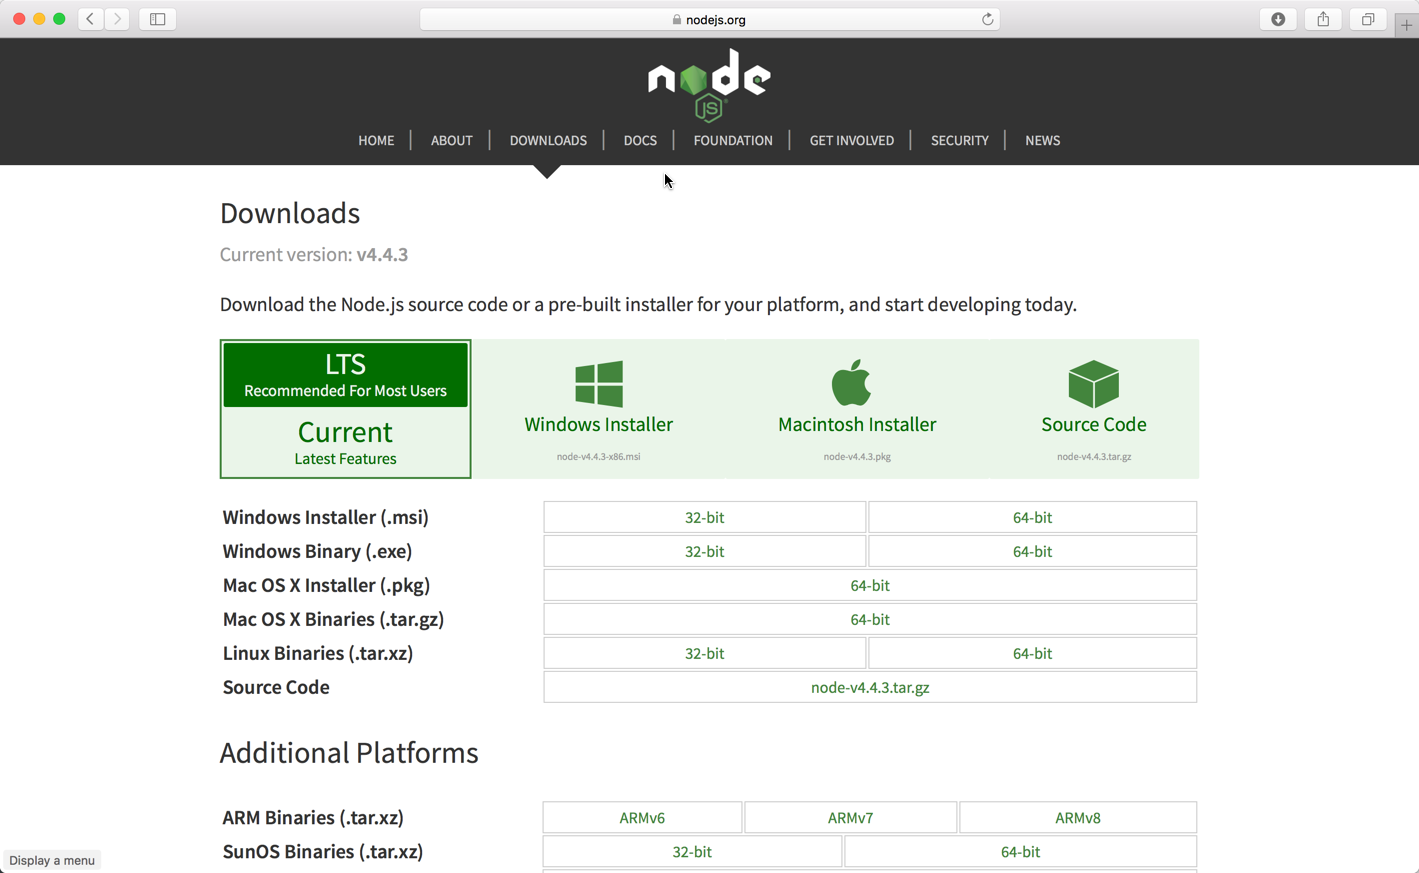 nodejs.org
node
JS
HOME ABOUT DOWNLOADS DOCS FOUNDATION GET INVOLVED SECURITY NEWS
Downloads
Current version: v4.4.3
Download the Node.js source code or a pre-built installer for your platform, and start developing today.
LTS
Recommended For Most Users
Current
Latest Features
Windows Installer
node-v4.4.3-x86.msi
Macintosh Installer
node-v4.4.3.pkg
Source Code
node-v4.4.3.tar.gz
Windows Installer (.msi) 32-bit 64-bit
Windows Binary (.exe) 32-bit 64-bit
Mac OS X Installer (.pkg) 64-bit
Mac OS X Binaries (.tar.gz) 64-bit
Linux Binaries (.tar.xz) 32-bit 64-bit
Source Code node-v4.4.3.tar.gz
Additional Platforms
ARM Binaries (.tar.xz) ARMv6 ARMv7 ARMv8
SunOS Binaries (.tar.xz) 32-bit 64-bit
Display a menu